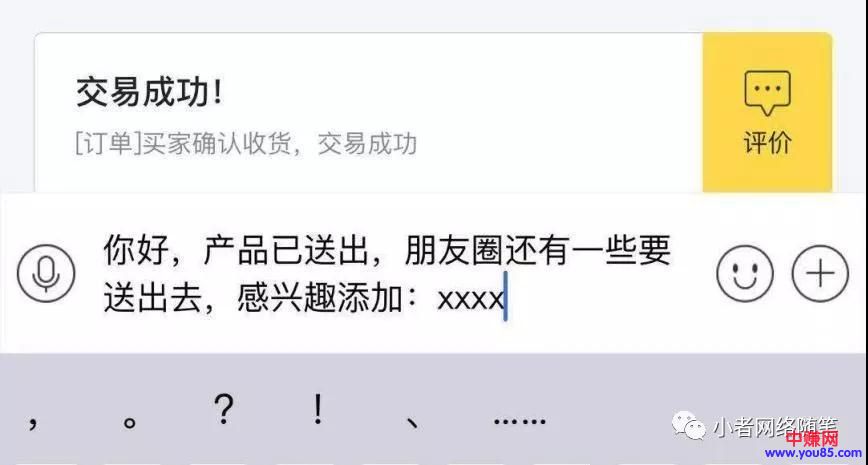 交易成功！
[订单]买家确认收货，交易成功
评价
你好，产品已送出，朋友圈还有一些要
送出去，感兴趣添加：xxxx
， 。 ？ ！ 、 ……
小者网络随笔
中赚网
www.you85.com